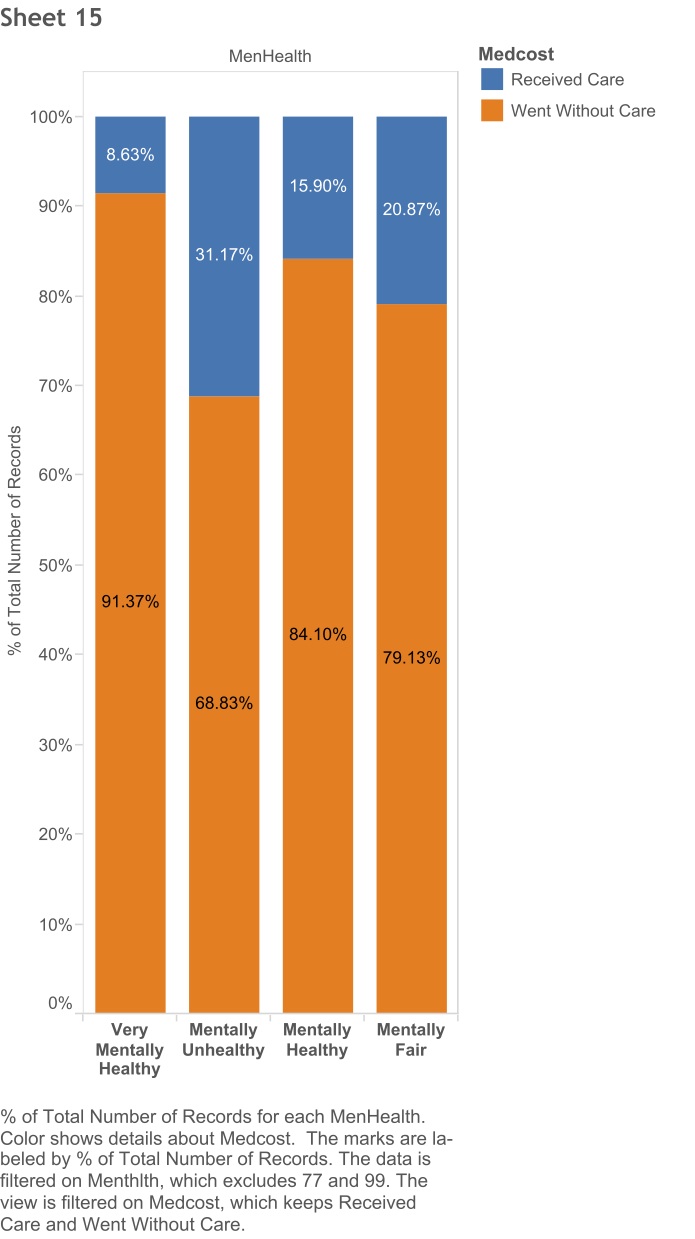 Sheet 15
MenHealth
Medcost
Received Care
Went Without Care
100%
90%
80%
70%
60%
50%
40%
30%
20%
10%
0%
% of Total Number of Records
8.63%
31.17%
15.90%
20.87%
91.37%
68.83%
84.10%
79.13%
Very
Mentally
Healthy
Mentally
Unhealthy
Mentally
Healthy
Mentally
Fair
% of Total Number of Records for each MenHealth.
Color shows details about Medcost.  The marks are la-
beled by % of Total Number of Records. The data is
filtered on Menthlth, which excludes 77 and 99. The
view is filtered on Medcost, which keeps Received
Care and Went Without Care.